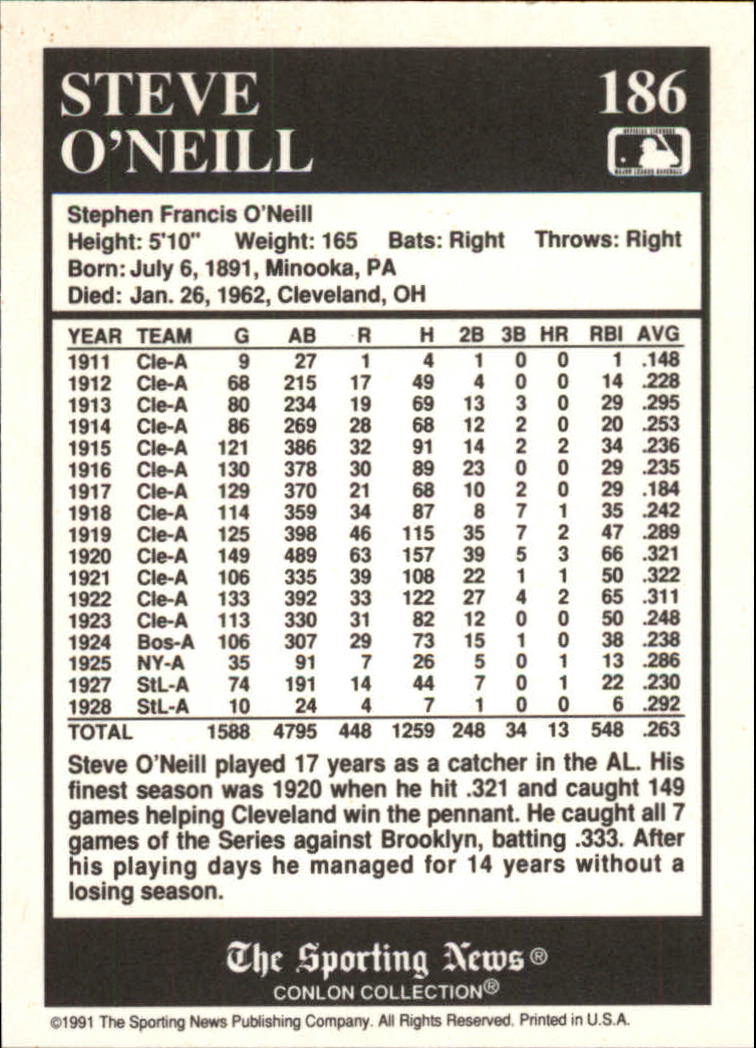 STEVE 186
O'NEILL
Stephen Francis O'Neill
Height: 5'10" Weight: 165 Bats: Right Throws: Right
Born: July 6, 1891, Minooka, PA
Died: Jan. 26, 1962, Cleveland, OH
YEAR TEAM G AB R H 2B 3B HR RBI AVG
1911 Cle-A 9 27 1 4 1 0 0 1 .148
1912 Cle-A 68 215 17 49 4 0 0 14 .228
1913 Cle-A 80 234 19 69 13 3 0 29 .295
1914 Cle-A 86 269 28 68 12 2 0 20 .253
1915 Cle-A 121 386 32 91 14 2 2 34 .236
1916 Cle-A 130 378 30 89 23 0 0 29 .235
1917 Cle-A 129 370 21 68 10 2 0 29 .184
1918 Cle-A 114 359 34 87 8 7 1 35 .242
1919 Cle-A 125 398 46 115 35 7 2 47 .289
1920 Cle-A 149 489 63 157 39 5 3 66 .321
1921 Cle-A 106 335 39 108 22 1 1 50 .322
1922 Cle-A 133 392 33 122 27 4 2 65 .311
1923 Cle-A 113 330 31 82 12 0 0 50 .248
1924 Bos-A 106 307 29 73 15 1 0 38 .238
1925 NY-A 35 91 7 26 5 0 1 13 .286
1927 StL-A 74 191 14 44 7 0 1 22 .230
1928 StL-A 10 24 4 7 1 0 0 6 .292
TOTAL 1588 4795 448 1259 248 34 13 548 .263
Steve O'Neill played 17 years as a catcher in the AL. His
finest season was 1920 when he hit .321 and caught 149
games helping Cleveland win the pennant. He caught all 7
games of the Series against Brooklyn, batting .333. After
his playing days he managed for 14 years without a
losing season.
The Sporting News®
CONLON COLLECTION®
©1991 The Sporting News Publishing Company. All Rights Reserved. Printed in U.S.A.